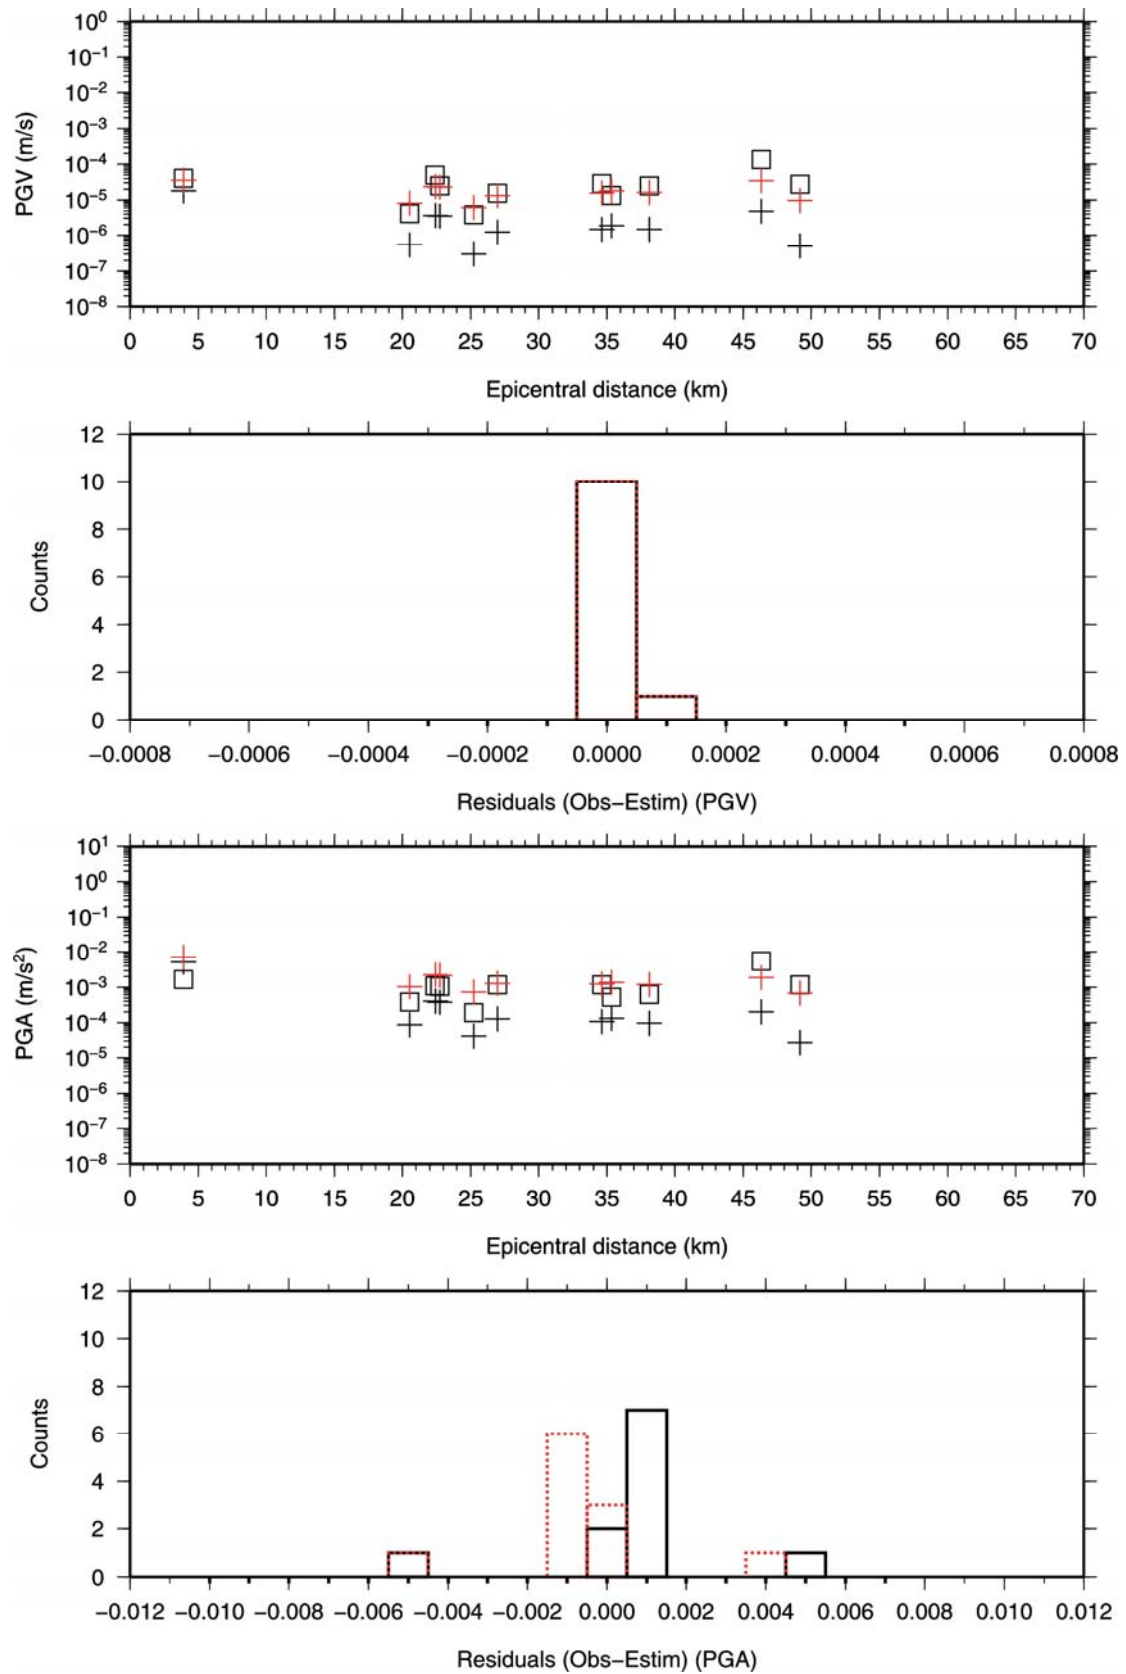 PGV (m/s)
10⁰
10⁻¹
10⁻²
10⁻³
10⁻⁴
10⁻⁵
10⁻⁶
10⁻⁷
10⁻⁸
0 5 10 15 20 25 30 35 40 45 50 55 60 65 70
Epicentral distance (km)
Counts
12
10
8
6
4
2
0
−0.0008 −0.0006 −0.0004 −0.0002 0.0000 0.0002 0.0004 0.0006 0.0008
Residuals (Obs−Estim) (PGV)
PGA (m/s²)
10¹
10⁰
10⁻¹
10⁻²
10⁻³
10⁻⁴
10⁻⁵
10⁻⁶
10⁻⁷
10⁻⁸
0 5 10 15 20 25 30 35 40 45 50 55 60 65 70
Epicentral distance (km)
Counts
12
10
8
6
4
2
0
−0.012 −0.010 −0.008 −0.006 −0.004 −0.002 0.000 0.002 0.004 0.006 0.008 0.010 0.012
Residuals (Obs−Estim) (PGA)